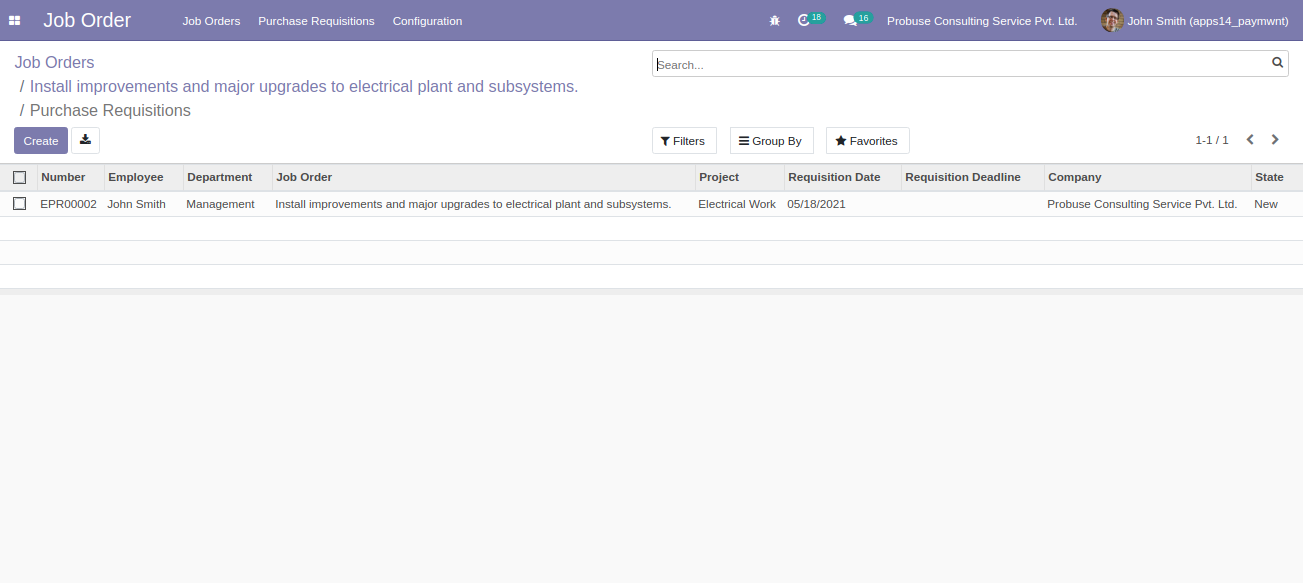 Job Order Job Orders Purchase Requisitions Configuration 18 16 Probuse Consulting Service Pvt. Ltd. John Smith (apps14_paymwnt)
Job Orders
/ Install improvements and major upgrades to electrical plant and subsystems.
/ Purchase Requisitions
Search...
Create Filters Group By Favorites 1-1 / 1
Number Employee Department Job Order Project Requisition Date Requisition Deadline Company State
EPR00002 John Smith Management Install improvements and major upgrades to electrical plant and subsystems. Electrical Work 05/18/2021 Probuse Consulting Service Pvt. Ltd. New